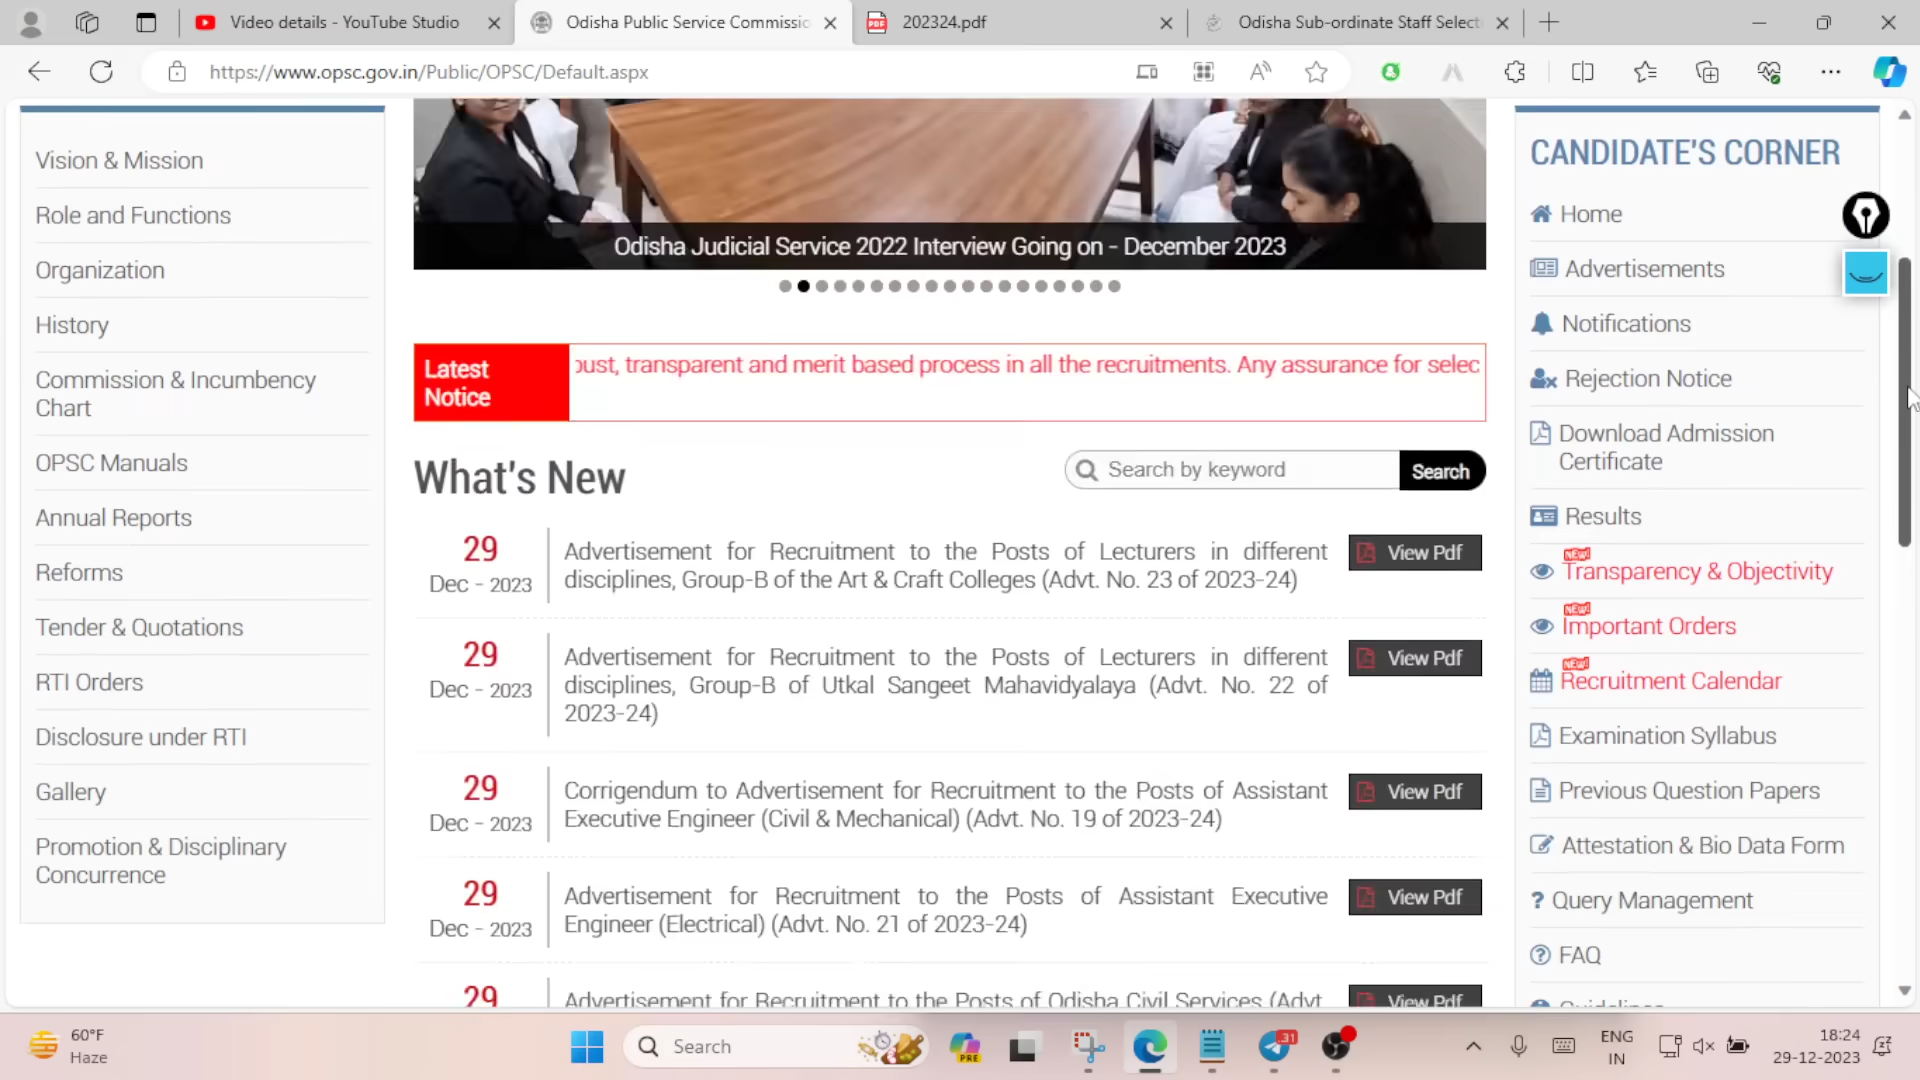 Video details - YouTube Studio
Odisha Public Service Commissio
202324.pdf
Odisha Sub-ordinate Staff Select
https://www.opsc.gov.in/Public/OPSC/Default.aspx
Vision & Mission
Role and Functions
Organization
History
Commission & Incumbency
Chart
OPSC Manuals
Annual Reports
Reforms
Tender & Quotations
RTI Orders
Disclosure under RTI
Gallery
Promotion & Disciplinary
Concurrence
Odisha Judicial Service 2022 Interview Going on - December 2023
Latest
Notice
oust, transparent and merit based process in all the recruitments. Any assurance for selec
What's New
Search by keyword
Search
29
Dec - 2023
Advertisement for Recruitment to the Posts of Lecturers in different
disciplines, Group-B of the Art & Craft Colleges (Advt. No. 23 of 2023-24)
View Pdf
29
Dec - 2023
Advertisement for Recruitment to the Posts of Lecturers in different
disciplines, Group-B of Utkal Sangeet Mahavidyalaya (Advt. No. 22 of
2023-24)
View Pdf
29
Dec - 2023
Corrigendum to Advertisement for Recruitment to the Posts of Assistant
Executive Engineer (Civil & Mechanical) (Advt. No. 19 of 2023-24)
View Pdf
29
Dec - 2023
Advertisement for Recruitment to the Posts of Assistant Executive
Engineer (Electrical) (Advt. No. 21 of 2023-24)
View Pdf
29
Advertisement for Recruitment to the Posts of Odisha Civil Services (Advt.
View Pdf
CANDIDATE'S CORNER
Home
Advertisements
Notifications
Rejection Notice
Download Admission
Certificate
Results
NEW!
Transparency & Objectivity
NEW!
Important Orders
NEW!
Recruitment Calendar
Examination Syllabus
Previous Question Papers
Attestation & Bio Data Form
? Query Management
FAQ
Guidelines
60°F
Haze
Search
PRE
31
ENG
IN
18:24
29-12-2023